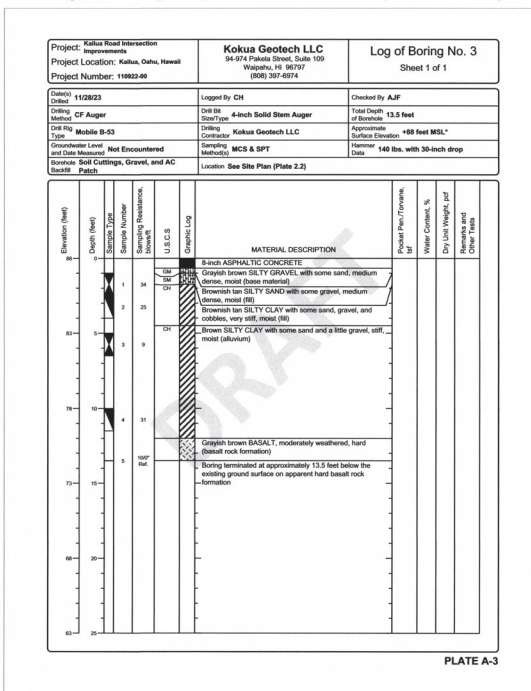 Project: Kailua Road Intersection Improvements
Project Location: Kailua, Oahu, Hawaii
Project Number: 110922-00
Kokua Geotech LLC
94-974 Pakela Street, Suite 109
Waipahu, HI 96797
(808) 397-6974
Log of Boring No. 3
Sheet 1 of 1
Date(s) Drilled 11/28/23
Logged By CH
Checked By AJF
Drilling Method CF Auger
Drill Bit Size/Type 4-inch Solid Stem Auger
Total Depth of Borehole 13.5 feet
Drill Rig Type Mobile B-53
Drilling Contractor Kokua Geotech LLC
Approximate Surface Elevation +88 feet MSL*
Groundwater Level and Date Measured Not Encountered
Sampling Method(s) MCS & SPT
Hammer Data 140 lbs. with 30-inch drop
Borehole Backfill Soil Cuttings, Gravel, and AC Patch
Location See Site Plan (Plate 2.2)
Elevation (feet)
Depth (feet)
Sample Type
Sample Number
Sampling Resistance, blows/ft
U.S.C.S
Graphic Log
MATERIAL DESCRIPTION
Pocket Pen./Torvane, tsf
Water Content, %
Dry Unit Weight, pcf
Remarks and Other Tests
88 0
8-inch ASPHALTIC CONCRETE
GM
Grayish brown SILTY GRAVEL with some sand, medium
dense, moist (base material)
SM
1 34
CH
Brownish tan SILTY SAND with some gravel, medium
dense, moist (fill)
2 25
Brownish tan SILTY CLAY with some sand, gravel, and
cobbles, very stiff, moist (fill)
83 5
CH
Brown SILTY CLAY with some sand and a little gravel, stiff,
moist (alluvium)
3 9
78 10
4 31
Grayish brown BASALT, moderately weathered, hard
(basalt rock formation)
5 10/0" Ref.
Boring terminated at approximately 13.5 feet below the
existing ground surface on apparent hard basalt rock
formation
73 15
68 20
63 25
DRAFT
PLATE A-3